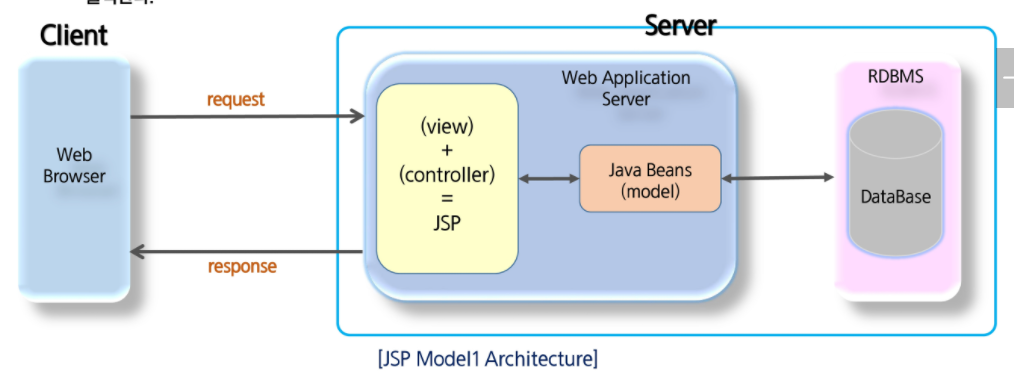 Client
Server
Web Browser
request
response
(view)
+
(controller)
=
JSP
Web Application
Server
Java Beans
(model)
RDBMS
DataBase
[JSP Model1 Architecture]